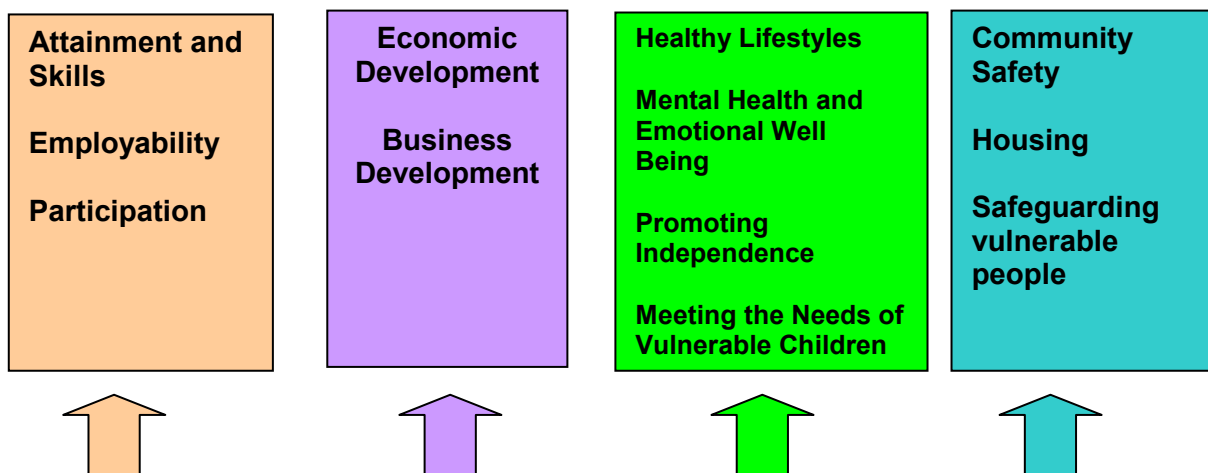 Attainment and
Skills
Employability
Participation
Economic
Development
Business
Development
Healthy Lifestyles
Mental Health and
Emotional Well
Being
Promoting
Independence
Meeting the Needs of
Vulnerable Children
Community
Safety
Housing
Safeguarding
vulnerable
people